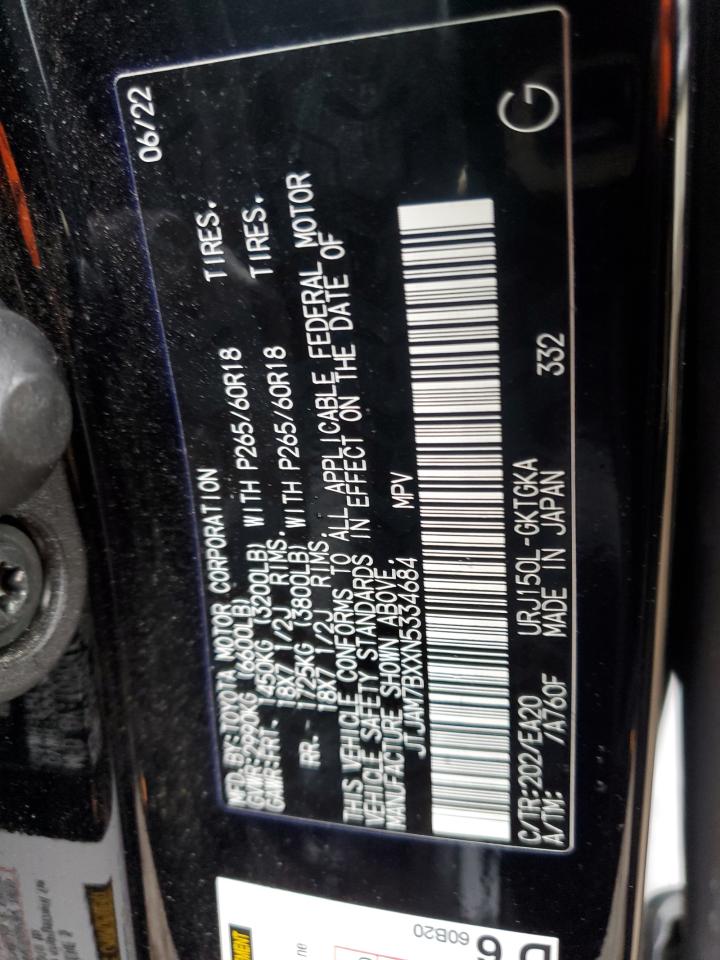 MFD. BY: TOYOTA MOTOR CORPORATION 06/22
GVWR: 2990KG (6600LB)
GAWR: FRT - 1450KG (3200LB) WITH P265/60R18 TIRES.
18X7 1/2J RIMS.
RR. - 1725KG (3800LB) WITH P265/60R18 TIRES.
18X7 1/2J RIMS.
THIS VEHICLE CONFORMS TO ALL APPLICABLE FEDERAL MOTOR
VEHICLE SAFETY STANDARDS IN EFFECT ON THE DATE OF
MANUFACTURE SHOWN ABOVE.
JTJAM7BXXN5334684 MPV
C/TR: 202/EA20 URJ150L-GKTGKA 332
A/TM: /A760F MADE IN JAPAN
G
60B20